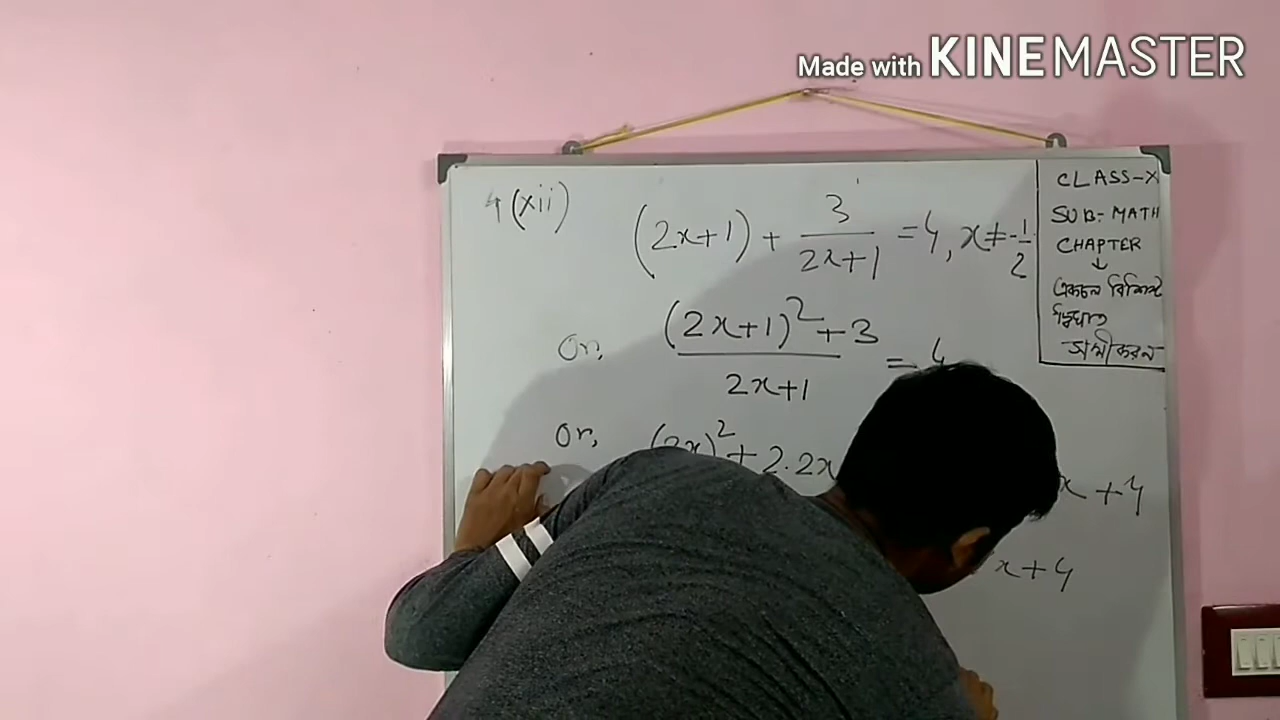 Made with KINEMASTER
4 (xii)
(2x+1) + 3/(2x+1) = 4, x ≠ -1/2
CLASS-X
SUB- MATH
CHAPTER
↓
একচল বিশিষ্ট
দ্বিঘাত
সমীকরন
Or, ((2x+1)² + 3)/(2x+1) = 4
Or, (2x)² + 2.2x
x + 4
x + 4